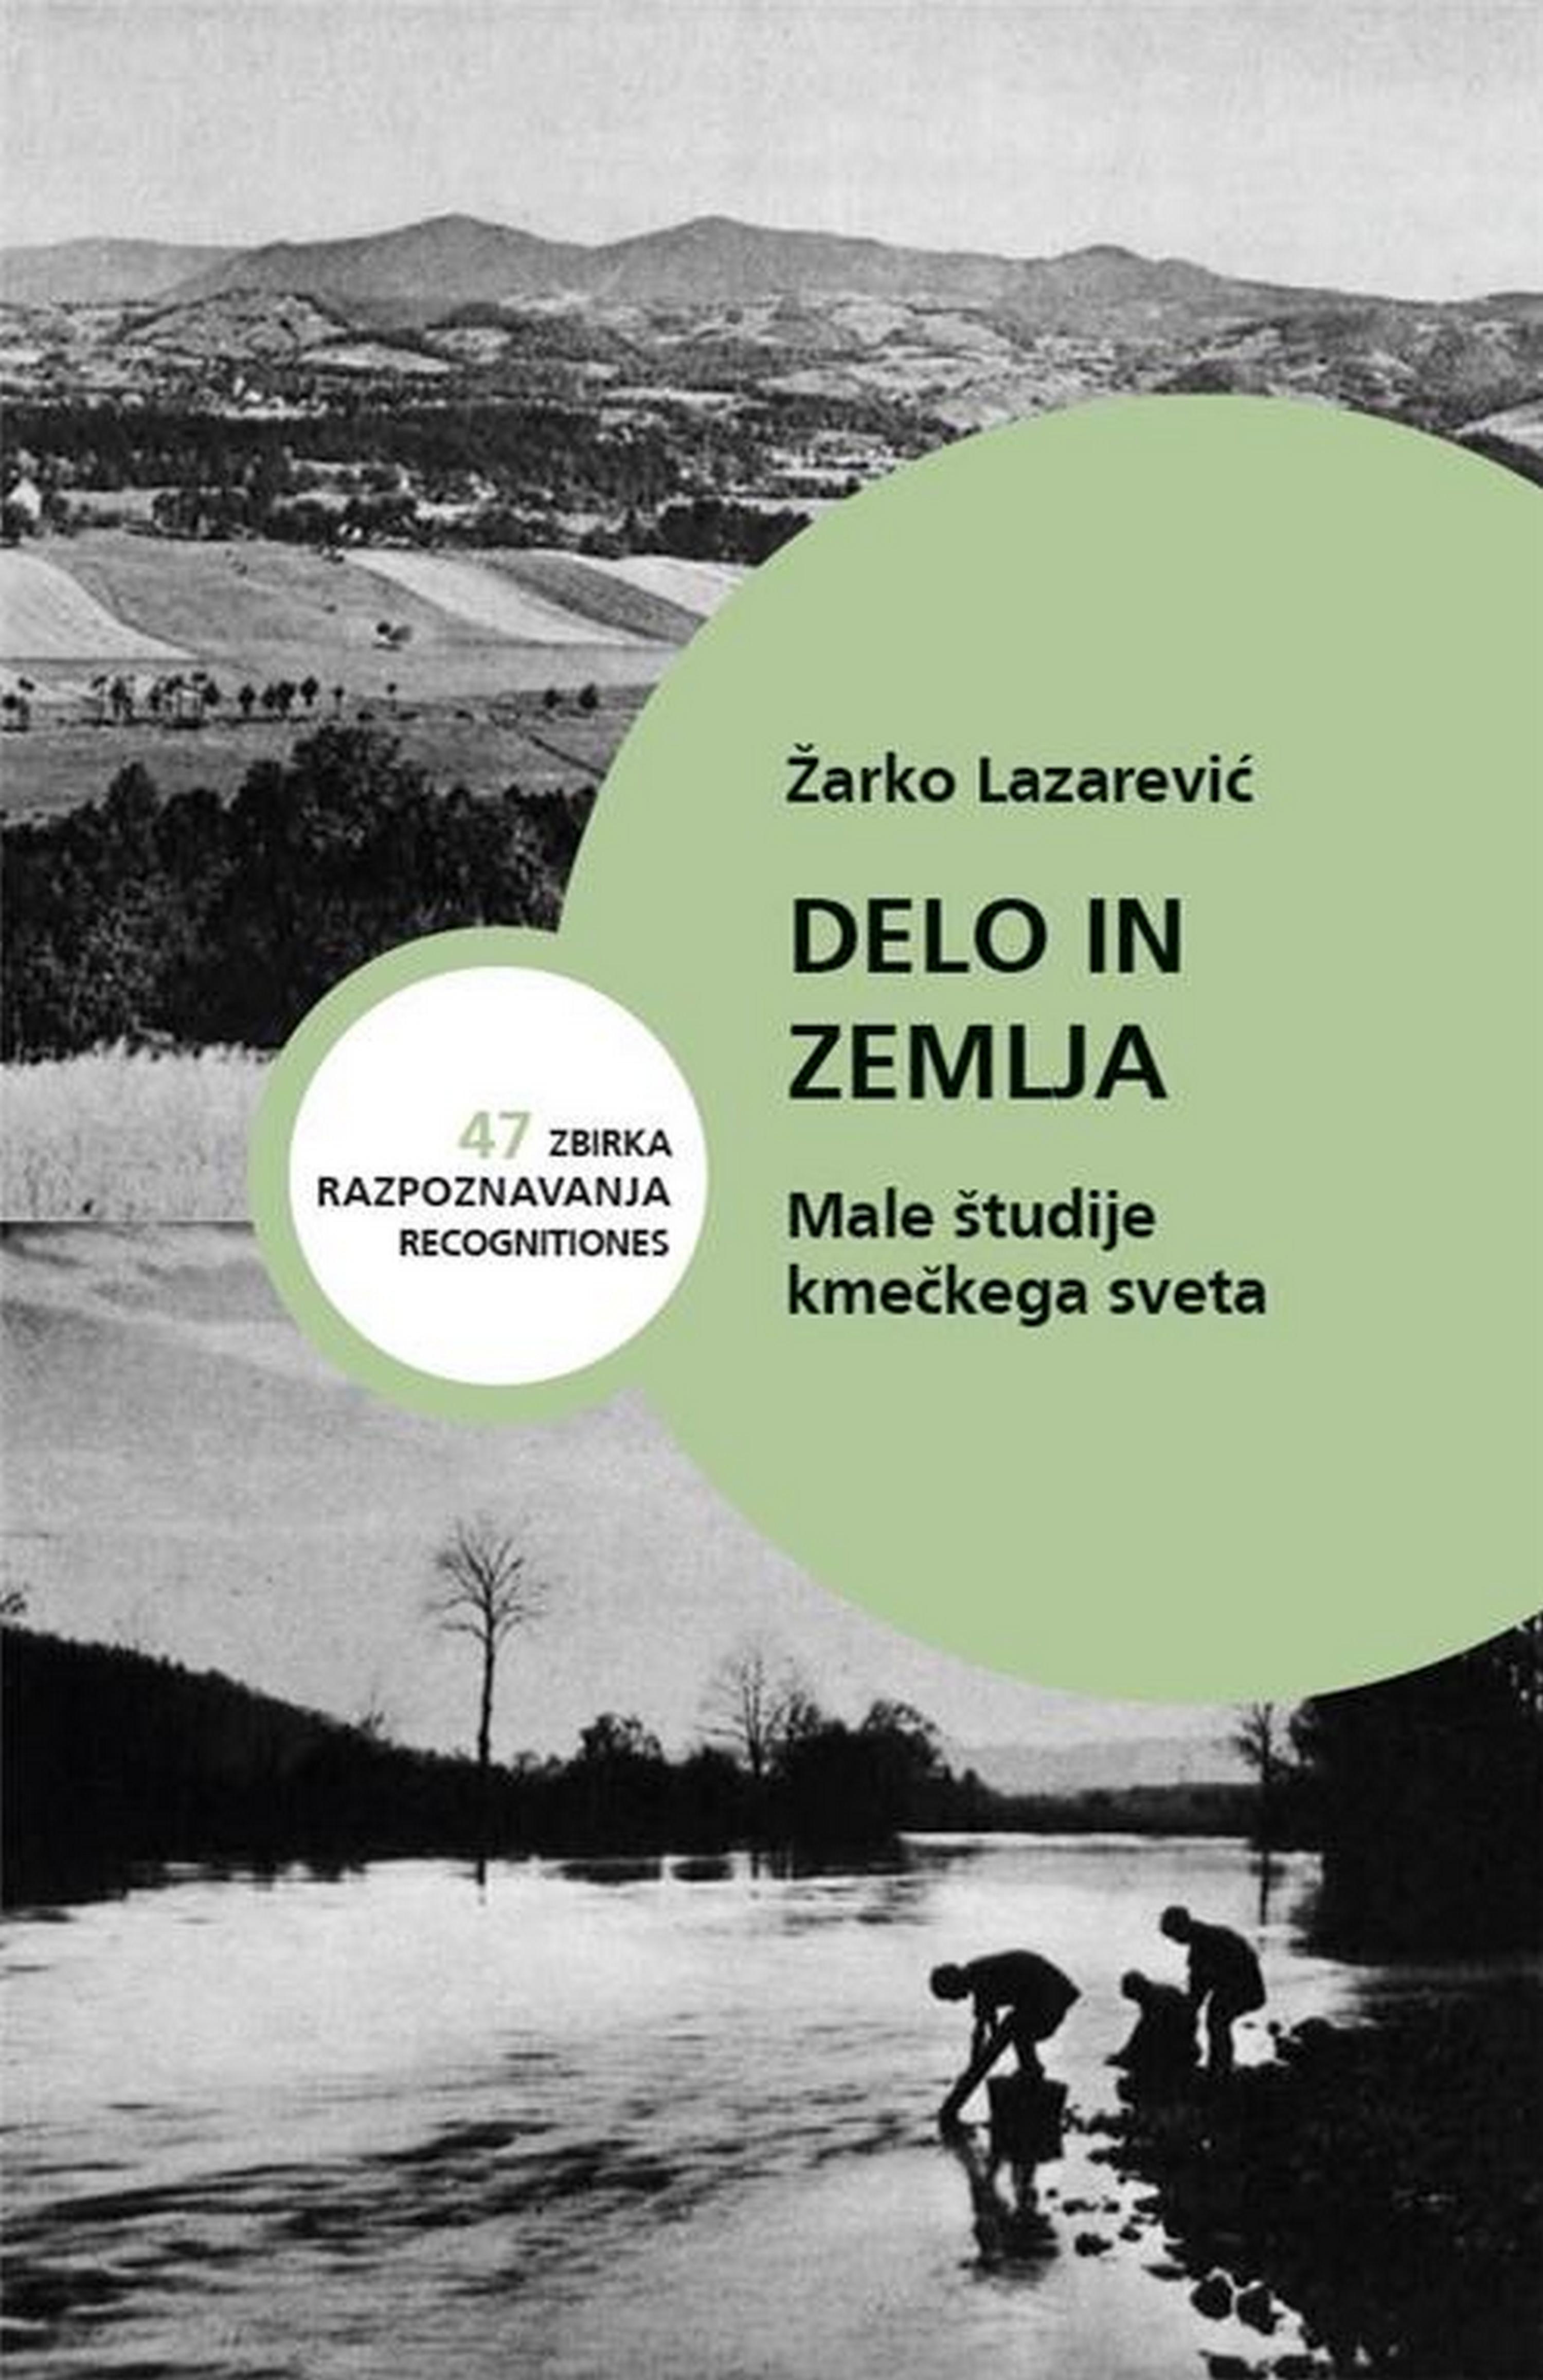 Žarko Lazarević
DELO IN
ZEMLJA
Male študije
kmečkega sveta
47 ZBIRKA
RAZPOZNAVANJA
RECOGNITIONES